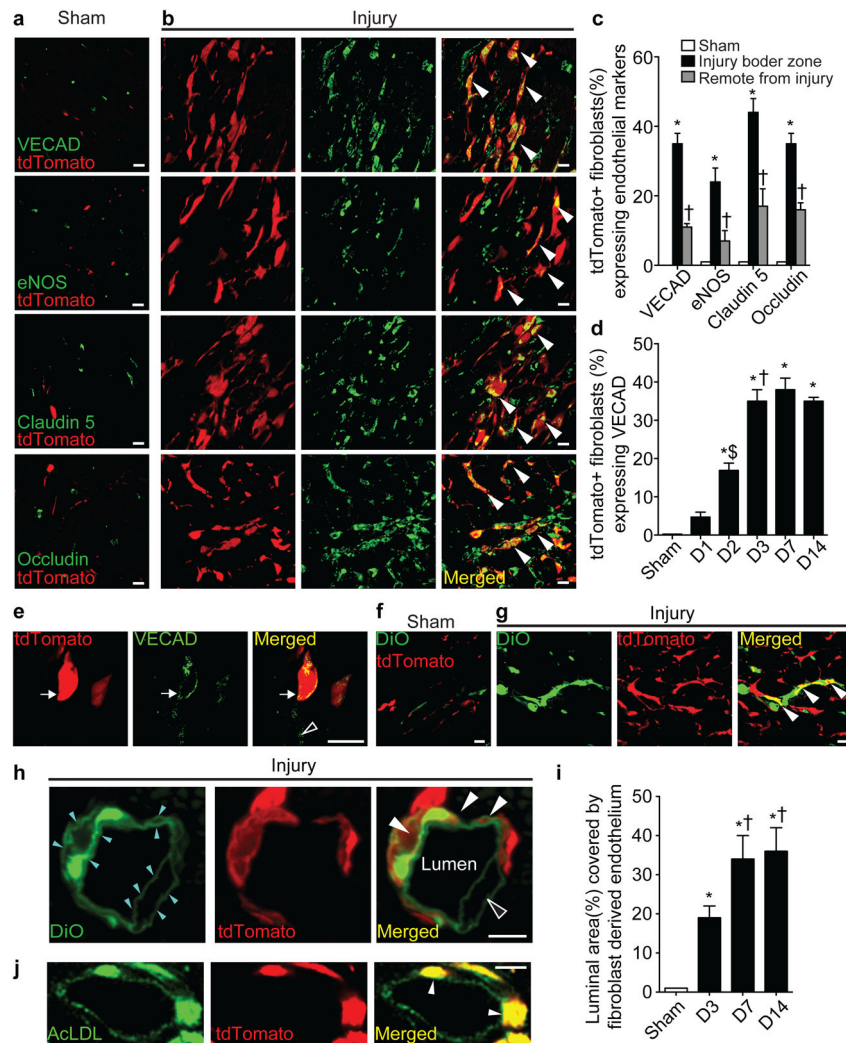 a
Sham
b
Injury
VECAD
tdTomato
eNOS
tdTomato
Claudin 5
tdTomato
Occludin
tdTomato
Merged
c
Sham
Injury boder zone
Remote from injury
tdTomato+ fibroblasts(%)
expressing endothelial markers
60
40
20
0
*
†
*
†
*
†
*
†
VECAD
eNOS
Claudin 5
Occludin
d
tdTomato+ fibroblasts (%)
expressing VECAD
50
40
30
20
10
0
*$
*†
*
*
Sham
D1
D2
D3
D7
D14
e
tdTomato
VECAD
Merged
f
Sham
DiO
tdTomato
g
Injury
DiO
tdTomato
Merged
h
Injury
DiO
tdTomato
Lumen
Merged
i
Luminal area(%) covered by
fibroblast derived endothelium
50
40
30
20
10
0
*
*†
*†
Sham
D3
D7
D14
j
AcLDL
tdTomato
Merged